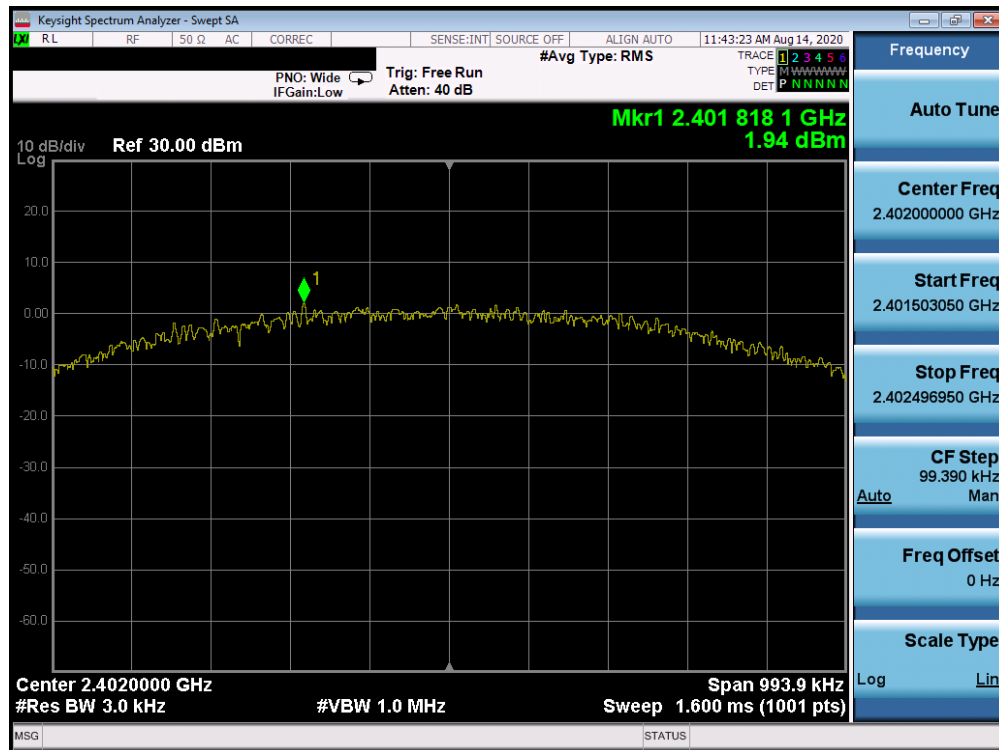 Keysight Spectrum Analyzer - Swept SA
LXI RL RF 50 Ω AC CORREC SENSE:INT SOURCE OFF ALIGN AUTO 11:43:23 AM Aug 14, 2020
#Avg Type: RMS TRACE 1 2 3 4 5 6
PNO: Wide Trig: Free Run TYPE M WWWWW
IFGain:Low Atten: 40 dB DET P N N N N N
Mkr1 2.401 818 1 GHz
1.94 dBm
10 dB/div Ref 30.00 dBm
Log
20.0
10.0
1
0.00
-10.0
-20.0
-30.0
-40.0
-50.0
-60.0
Center 2.4020000 GHz Span 993.9 kHz
#Res BW 3.0 kHz #VBW 1.0 MHz Sweep 1.600 ms (1001 pts)
MSG STATUS
Frequency
Auto Tune
Center Freq
2.402000000 GHz
Start Freq
2.401503050 GHz
Stop Freq
2.402496950 GHz
CF Step
99.390 kHz
Auto Man
Freq Offset
0 Hz
Scale Type
Log Lin